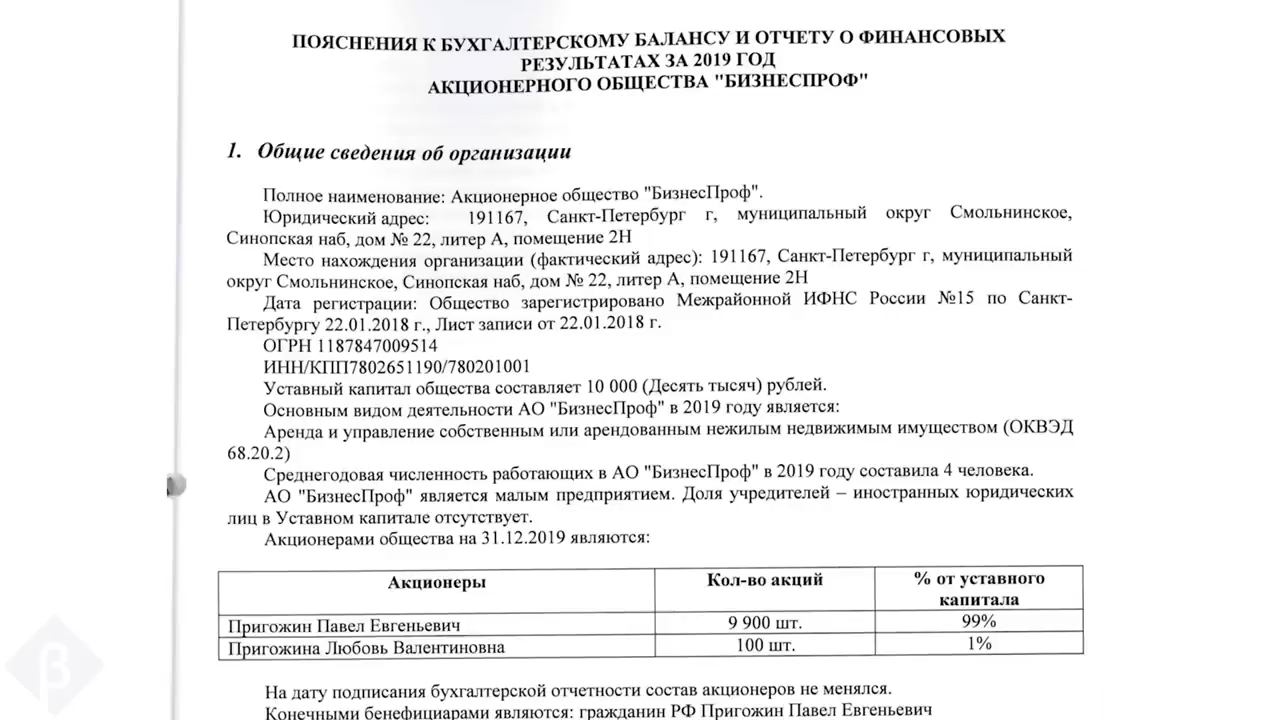 ПОЯСНЕНИЯ К БУХГАЛТЕРСКОМУ БАЛАНСУ И ОТЧЕТУ О ФИНАНСОВЫХ
РЕЗУЛЬТАТАХ ЗА 2019 ГОД
АКЦИОНЕРНОГО ОБЩЕСТВА "БИЗНЕСПРОФ"
1. Общие сведения об организации
Полное наименование: Акционерное общество "БизнесПроф".
Юридический адрес: 191167, Санкт-Петербург г, муниципальный округ Смольнинское,
Синопская наб, дом № 22, литер А, помещение 2Н
Место нахождения организации (фактический адрес): 191167, Санкт-Петербург г, муниципальный
округ Смольнинское, Синопская наб, дом № 22, литер А, помещение 2Н
Дата регистрации: Общество зарегистрировано Межрайонной ИФНС России №15 по Санкт-
Петербургу 22.01.2018 г., Лист записи от 22.01.2018 г.
ОГРН 1187847009514
ИНН/КПП7802651190/780201001
Уставный капитал общества составляет 10 000 (Десять тысяч) рублей.
Основным видом деятельности АО "БизнесПроф" в 2019 году является:
Аренда и управление собственным или арендованным нежилым недвижимым имуществом (ОКВЭД
68.20.2)
Среднегодовая численность работающих в АО "БизнесПроф" в 2019 году составила 4 человека.
АО "БизнесПроф" является малым предприятием. Доля учредителей – иностранных юридических
лиц в Уставном капитале отсутствует.
Акционерами общества на 31.12.2019 являются:
Акционеры Кол-во акций % от уставного
капитала
Пригожин Павел Евгеньевич 9 900 шт. 99%
Пригожина Любовь Валентиновна 100 шт. 1%
На дату подписания бухгалтерской отчетности состав акционеров не менялся.
Конечными бенефициарами являются: гражданин РФ Пригожин Павел Евгеньевич
β